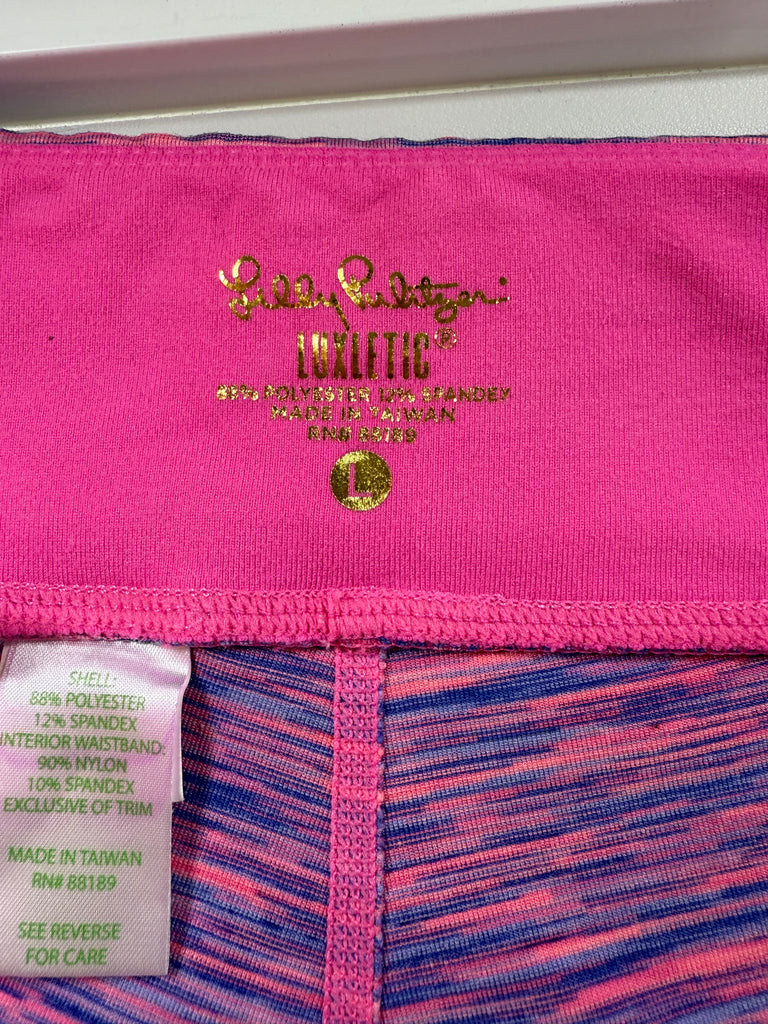 Lilly Pulitzer
LUXLETIC®
88% POLYESTER 12% SPANDEX
MADE IN TAIWAN
RN# 88189
L
SHELL:
88% POLYESTER
12% SPANDEX
INTERIOR WAISTBAND:
90% NYLON
10% SPANDEX
EXCLUSIVE OF TRIM
MADE IN TAIWAN
RN# 88189
SEE REVERSE
FOR CARE